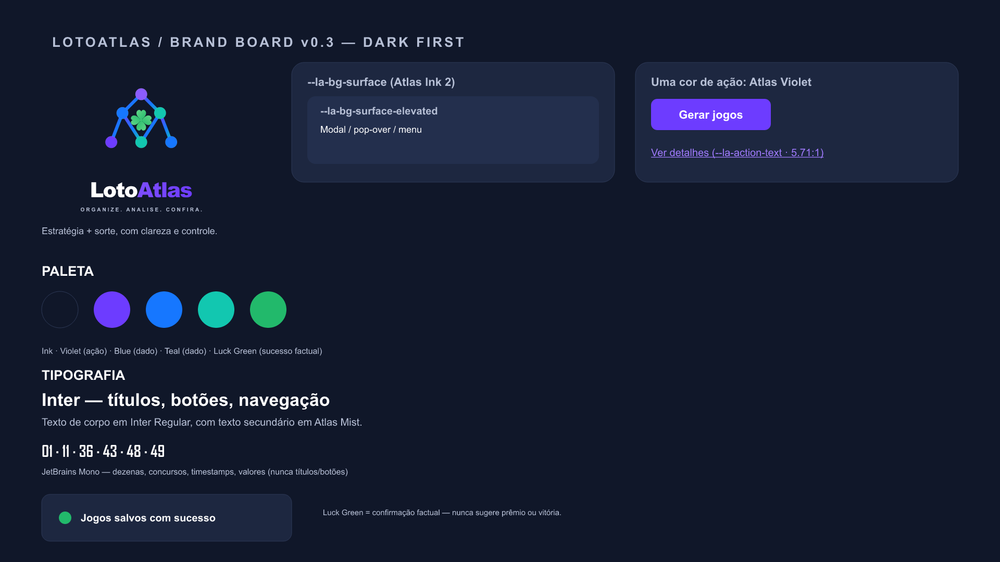 LOTOATLAS / BRAND BOARD v0.3 — DARK FIRST
--la-bg-surface (Atlas Ink 2)
--la-bg-surface-elevated
Modal / pop-over / menu
Uma cor de ação: Atlas Violet
Gerar jogos
Ver detalhes (--la-action-text · 5.71:1)
LotoAtlas
ORGANIZE. ANALISE. CONFIRA.
Estratégia + sorte, com clareza e controle.
PALETA
Ink · Violet (ação) · Blue (dado) · Teal (dado) · Luck Green (sucesso factual)
TIPOGRAFIA
Inter — títulos, botões, navegação
Texto de corpo em Inter Regular, com texto secundário em Atlas Mist.
01 · 11 · 36 · 43 · 48 · 49
JetBrains Mono — dezenas, concursos, timestamps, valores (nunca títulos/botões)
Jogos salvos com sucesso
Luck Green = confirmação factual — nunca sugere prêmio ou vitória.